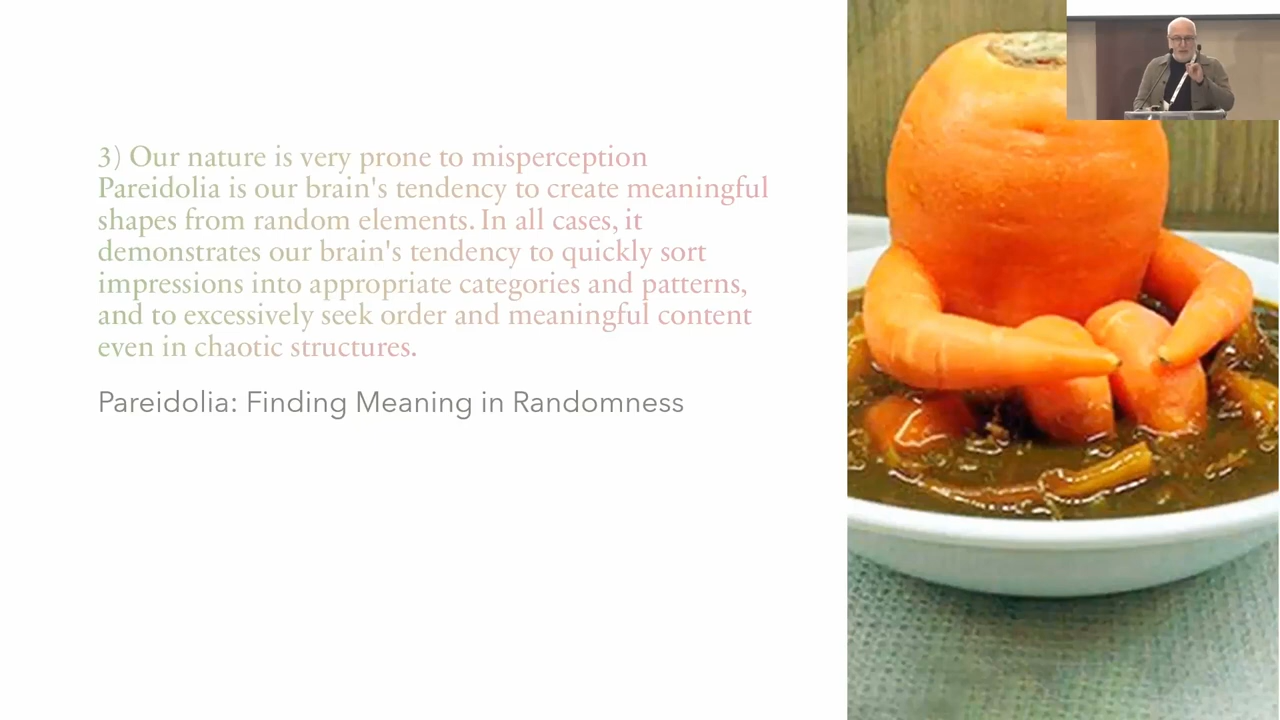 3) Our nature is very prone to misperception
Pareidolia is our brain's tendency to create meaningful
shapes from random elements. In all cases, it
demonstrates our brain's tendency to quickly sort
impressions into appropriate categories and patterns,
and to excessively seek order and meaningful content
even in chaotic structures.
Pareidolia: Finding Meaning in Randomness